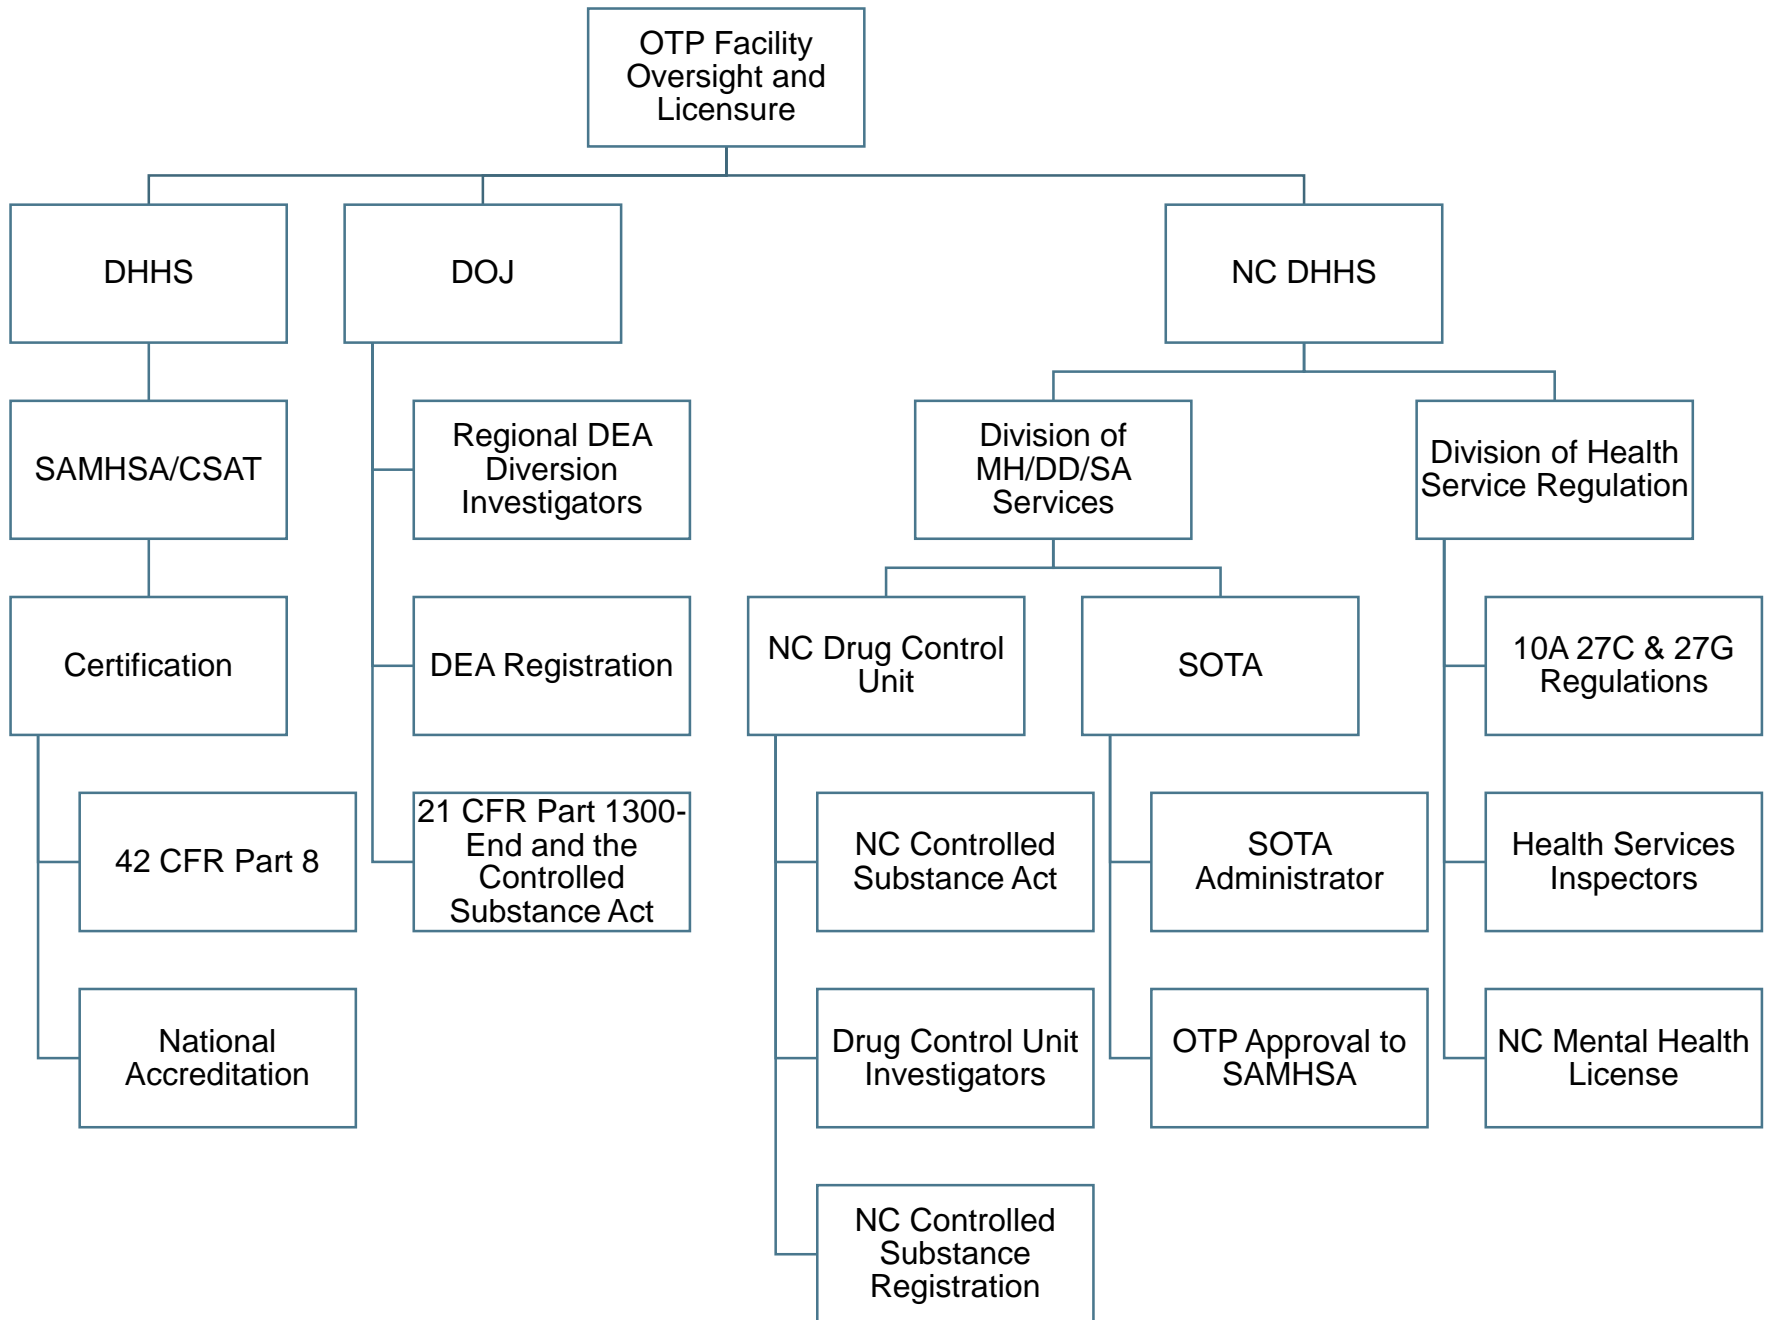 OTP Facility
Oversight and
Licensure
DHHS
DOJ
NC DHHS
SAMHSA/CSAT
Regional DEA
Diversion
Investigators
Division of
MH/DD/SA
Services
Division of Health
Service Regulation
Certification
DEA Registration
NC Drug Control
Unit
SOTA
10A 27C & 27G
Regulations
42 CFR Part 8
21 CFR Part 1300-
End and the
Controlled
Substance Act
NC Controlled
Substance Act
SOTA
Administrator
Health Services
Inspectors
National
Accreditation
Drug Control Unit
Investigators
OTP Approval to
SAMHSA
NC Mental Health
License
NC Controlled
Substance
Registration